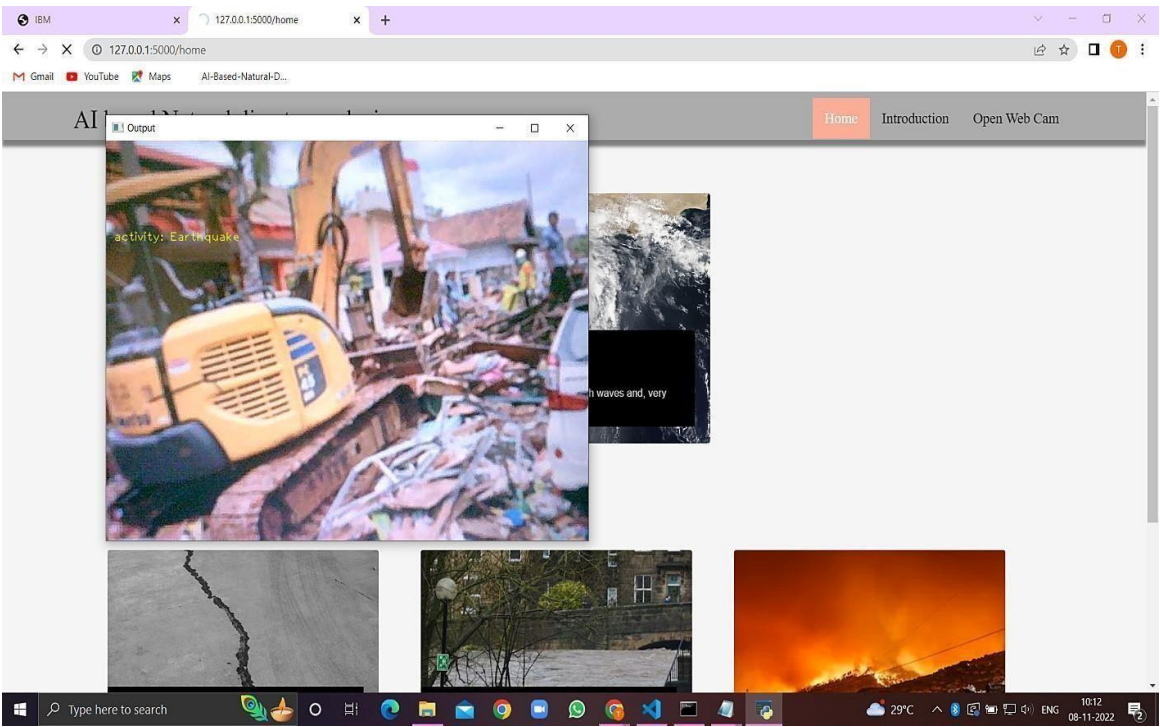 IBM
127.0.0.1:5000/home
127.0.0.1:5000/home
Gmail
YouTube
Maps
AI-Based-Natural-D...
AI
Home
Introduction
Open Web Cam
Output
activity: Earthquake
h waves and, very
Type here to search
29°C
ENG
10:12
08-11-2022
2